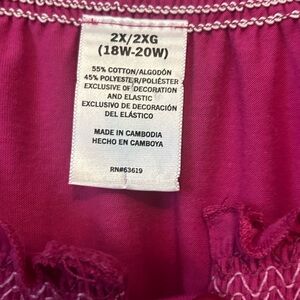 2X/2XG
(18W-20W)
55% COTTON/ALGODÓN
45% POLYESTER/POLIÉSTER
EXCLUSIVE OF DECORATION
AND ELASTIC
EXCLUSIVO DE DECORACIÓN
DEL ELÁSTICO
MADE IN CAMBODIA
HECHO EN CAMBOYA
RN#63619